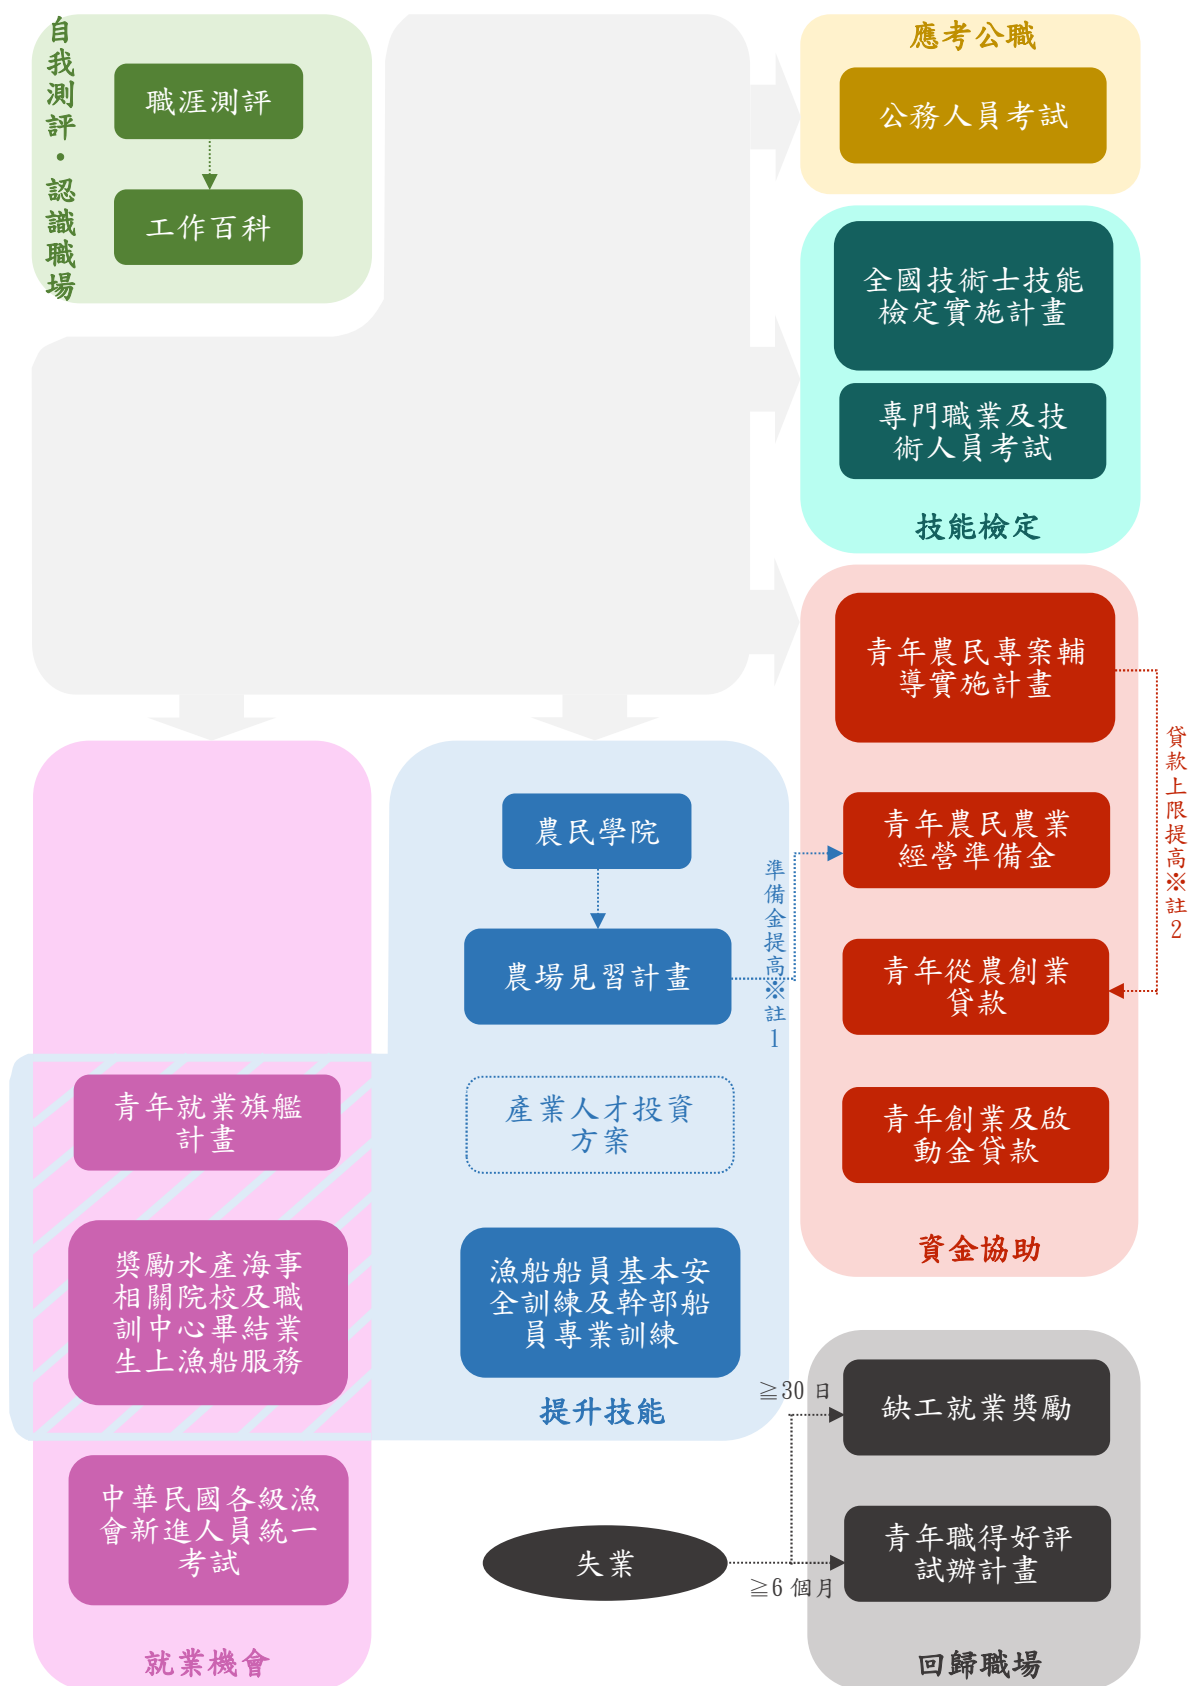 自我測評・認識職場
職涯測評
工作百科
應考公職
公務人員考試
全國技術士技能
檢定實施計畫
專門職業及技
術人員考試
技能檢定
青年農民專案輔
導實施計畫
青年農民農業
經營準備金
青年從農創業
貸款
青年創業及啟
動金貸款
資金協助
貸款上限提高※註2
農民學院
農場見習計畫
準備金提高※註1
產業人才投資
方案
漁船船員基本安
全訓練及幹部船
員專業訓練
提升技能
青年就業旗艦
計畫
獎勵水產海事
相關院校及職
訓中心畢結業
生上漁船服務
中華民國各級漁
會新進人員統一
考試
就業機會
失業
≧30日
≧6個月
缺工就業獎勵
青年職得好評
試辦計畫
回歸職場